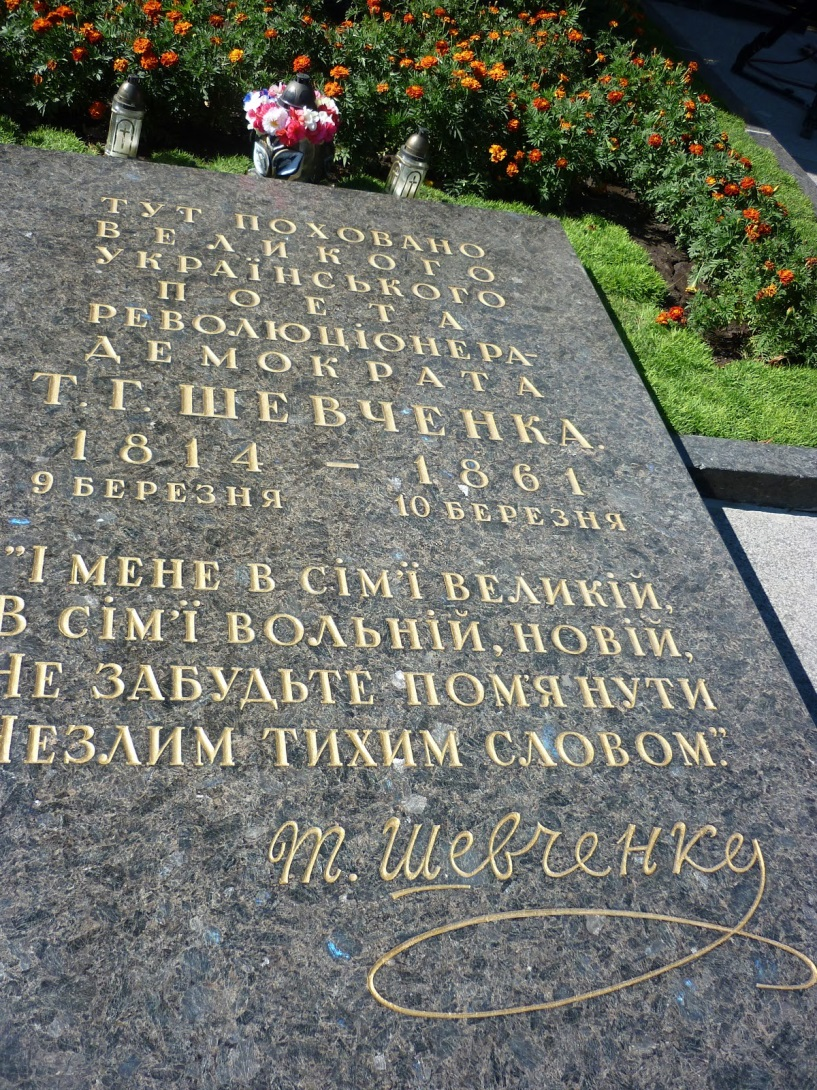 ТУТ ПОХОВАНО
ВЕЛИКОГО
УКРАЇНСЬКОГО
ПОЕТА
РЕВОЛЮЦІОНЕРА-
ДЕМОКРАТА
Т. Г. ШЕВЧЕНКА.
1814 – 1861
9 БЕРЕЗНЯ 10 БЕРЕЗНЯ
"І МЕНЕ В СІМ'Ї ВЕЛИКІЙ,
В СІМ'Ї ВОЛЬНІЙ, НОВІЙ,
НЕ ЗАБУДЬТЕ ПОМ'ЯНУТИ
НЕЗЛИМ ТИХИМ СЛОВОМ".
Т. Шевченко